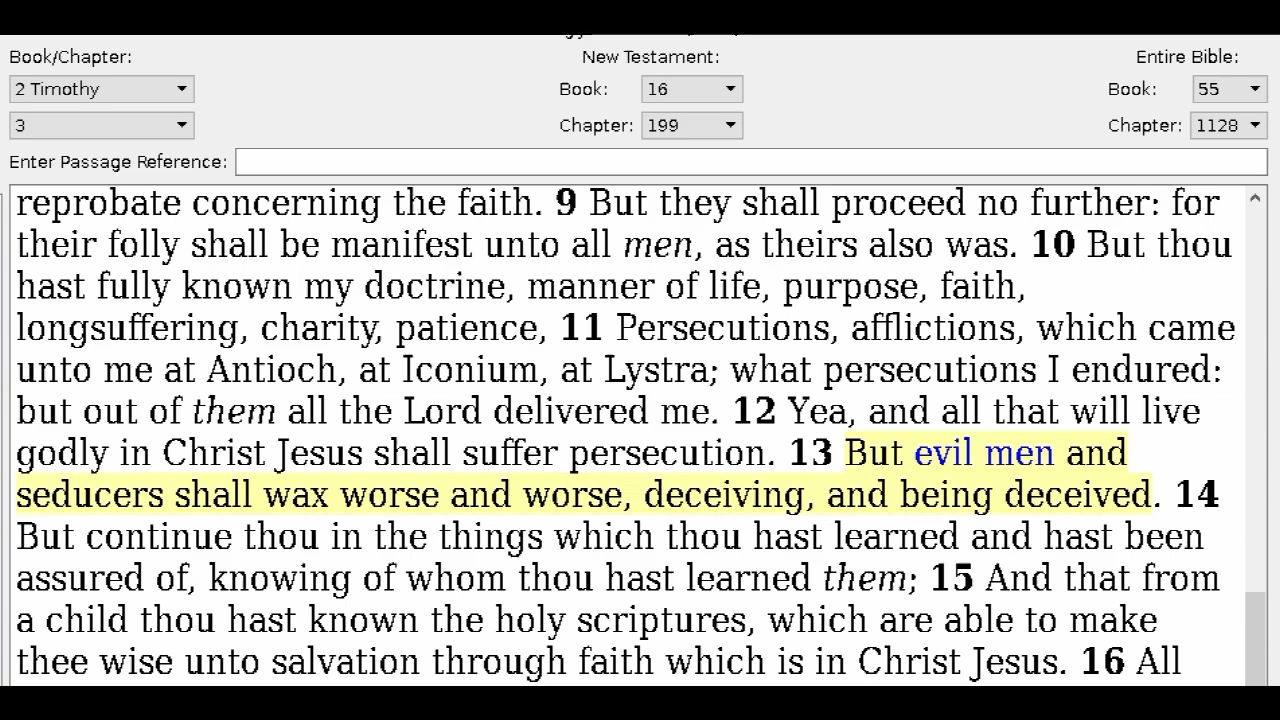 Book/Chapter:
New Testament:
Entire Bible:
2 Timothy
Book:
16
Book:
55
3
Chapter:
199
Chapter:
1128
Enter Passage Reference:
reprobate concerning the faith. 9 But they shall proceed no further: for
their folly shall be manifest unto all men, as theirs also was. 10 But thou
hast fully known my doctrine, manner of life, purpose, faith,
longsuffering, charity, patience, 11 Persecutions, afflictions, which came
unto me at Antioch, at Iconium, at Lystra; what persecutions I endured:
but out of them all the Lord delivered me. 12 Yea, and all that will live
godly in Christ Jesus shall suffer persecution. 13 But evil men and
seducers shall wax worse and worse, deceiving, and being deceived. 14
But continue thou in the things which thou hast learned and hast been
assured of, knowing of whom thou hast learned them; 15 And that from
a child thou hast known the holy scriptures, which are able to make
thee wise unto salvation through faith which is in Christ Jesus. 16 All